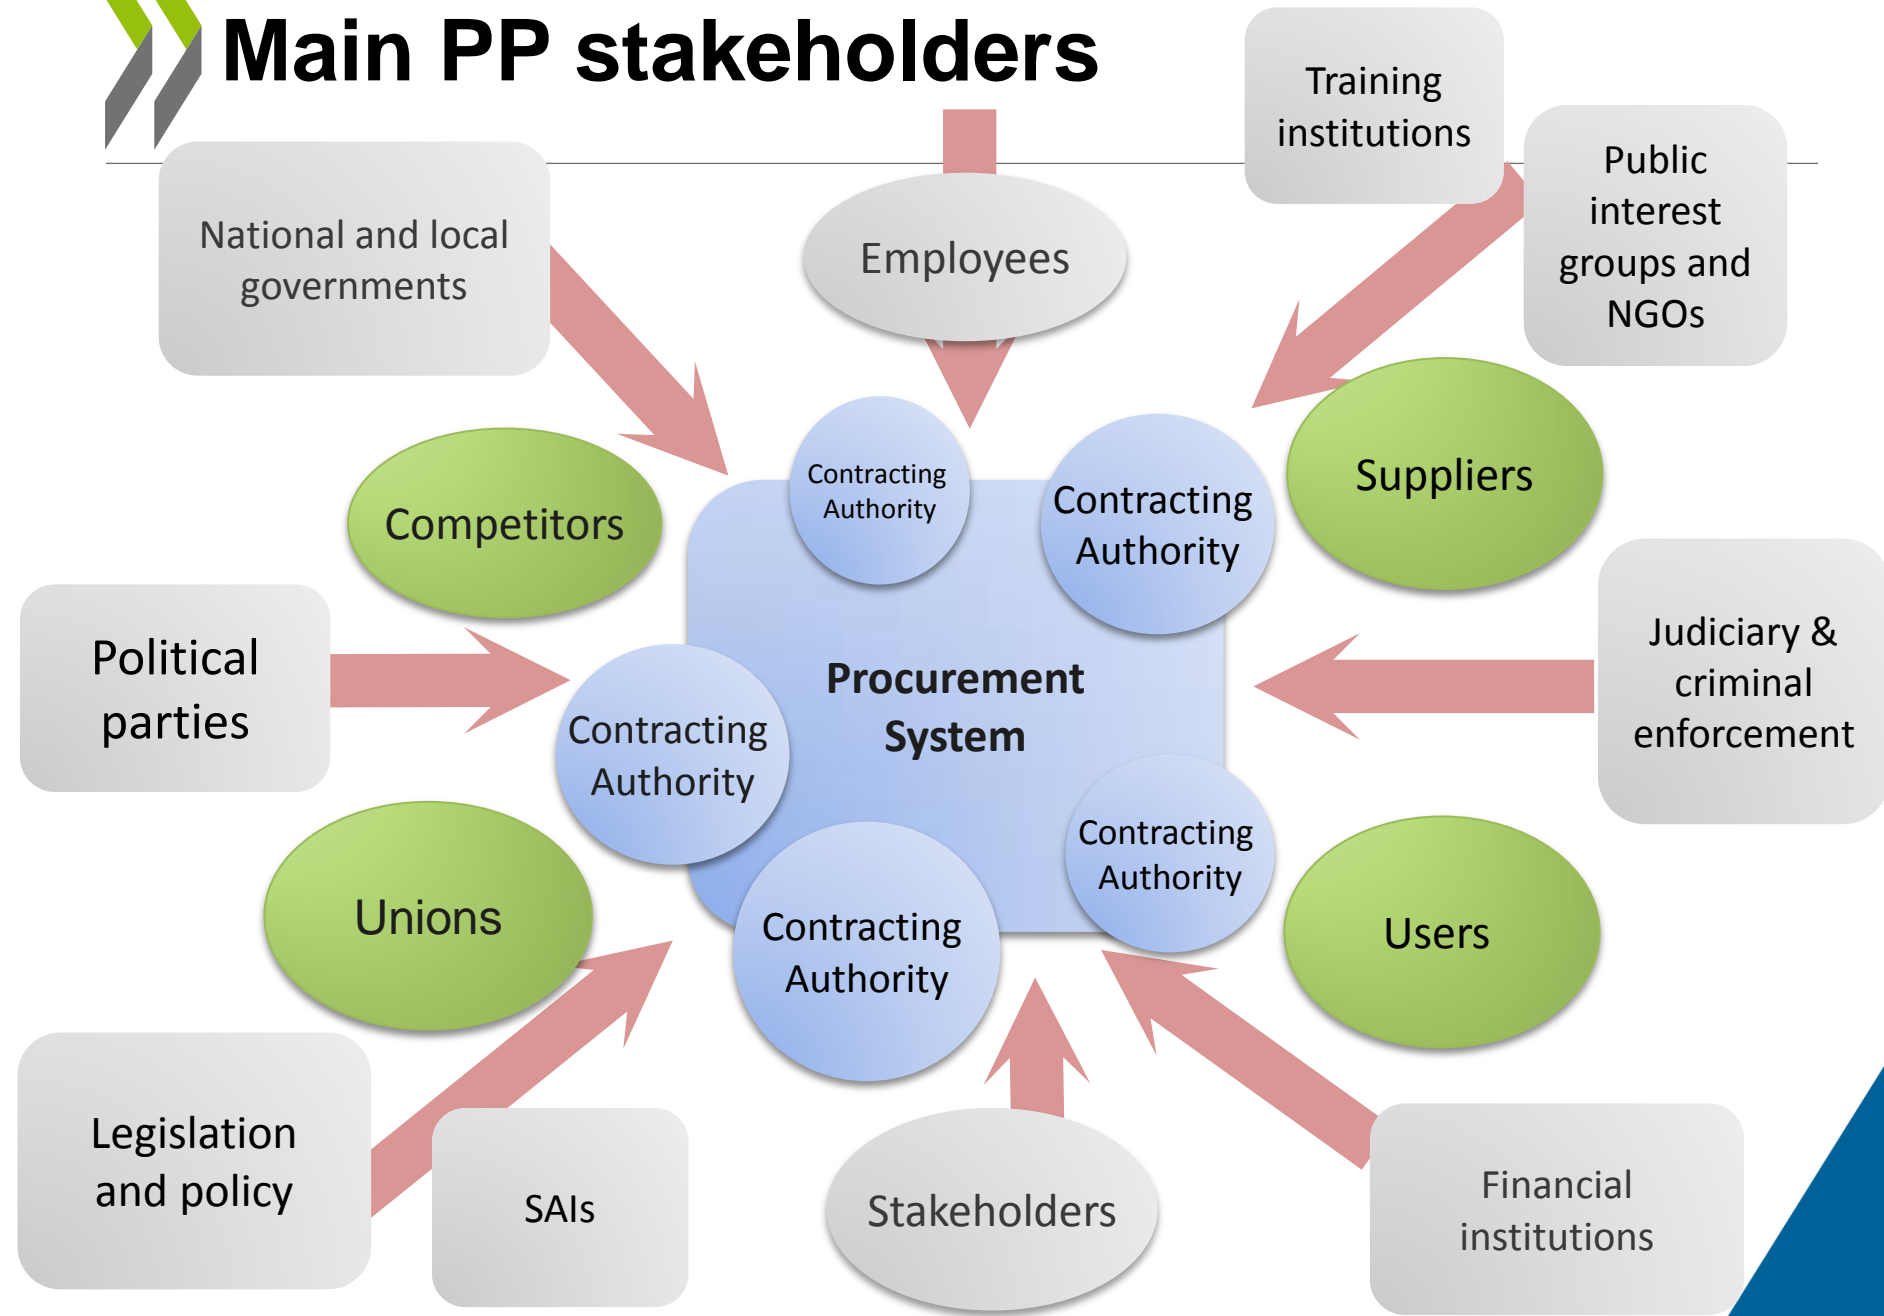 Main PP stakeholders
Training
institutions
Public
interest
groups and
NGOs
National and local
governments
Employees
Competitors
Contracting
Authority
Contracting
Authority
Suppliers
Political
parties
Procurement
System
Judiciary &
criminal
enforcement
Contracting
Authority
Contracting
Authority
Unions
Contracting
Authority
Users
Legislation
and policy
SAIs
Stakeholders
Financial
institutions